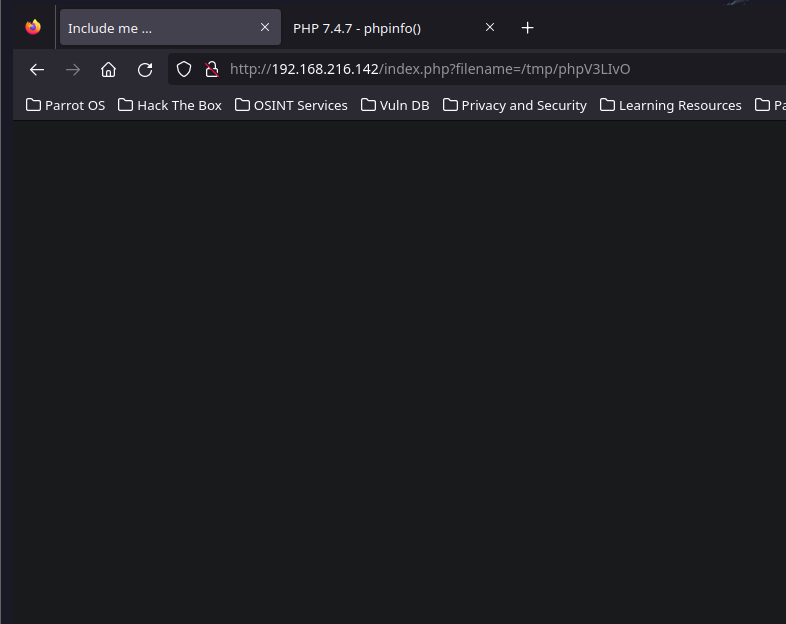 Include me ...
PHP 7.4.7 - phpinfo()
http://192.168.216.142/index.php?filename=/tmp/phpV3LIvO
Parrot OS Hack The Box OSINT Services Vuln DB Privacy and Security Learning Resources Pa